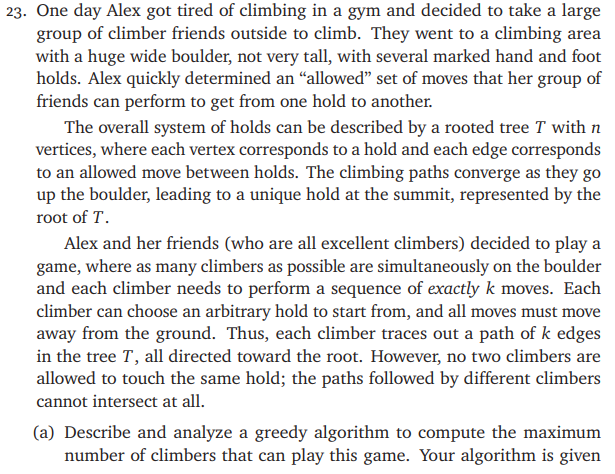 23. One day Alex got tired of climbing in a gym and decided to take a large
group of climber friends outside to climb. They went to a climbing area
with a huge wide boulder, not very tall, with several marked hand and foot
holds. Alex quickly determined an “allowed” set of moves that her group of
friends can perform to get from one hold to another.
The overall system of holds can be described by a rooted tree T with n
vertices, where each vertex corresponds to a hold and each edge corresponds
to an allowed move between holds. The climbing paths converge as they go
up the boulder, leading to a unique hold at the summit, represented by the
root of T.
Alex and her friends (who are all excellent climbers) decided to play a
game, where as many climbers as possible are simultaneously on the boulder
and each climber needs to perform a sequence of exactly k moves. Each
climber can choose an arbitrary hold to start from, and all moves must move
away from the ground. Thus, each climber traces out a path of k edges
in the tree T, all directed toward the root. However, no two climbers are
allowed to touch the same hold; the paths followed by different climbers
cannot intersect at all.
(a) Describe and analyze a greedy algorithm to compute the maximum
number of climbers that can play this game. Your algorithm is given